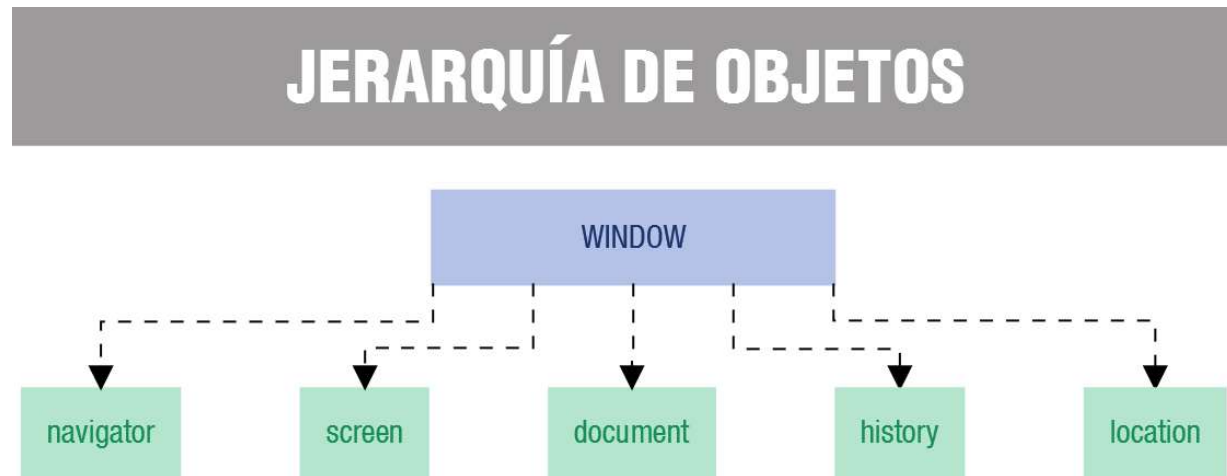 JERARQUÍA DE OBJETOS
WINDOW
navigator
screen
document
history
location